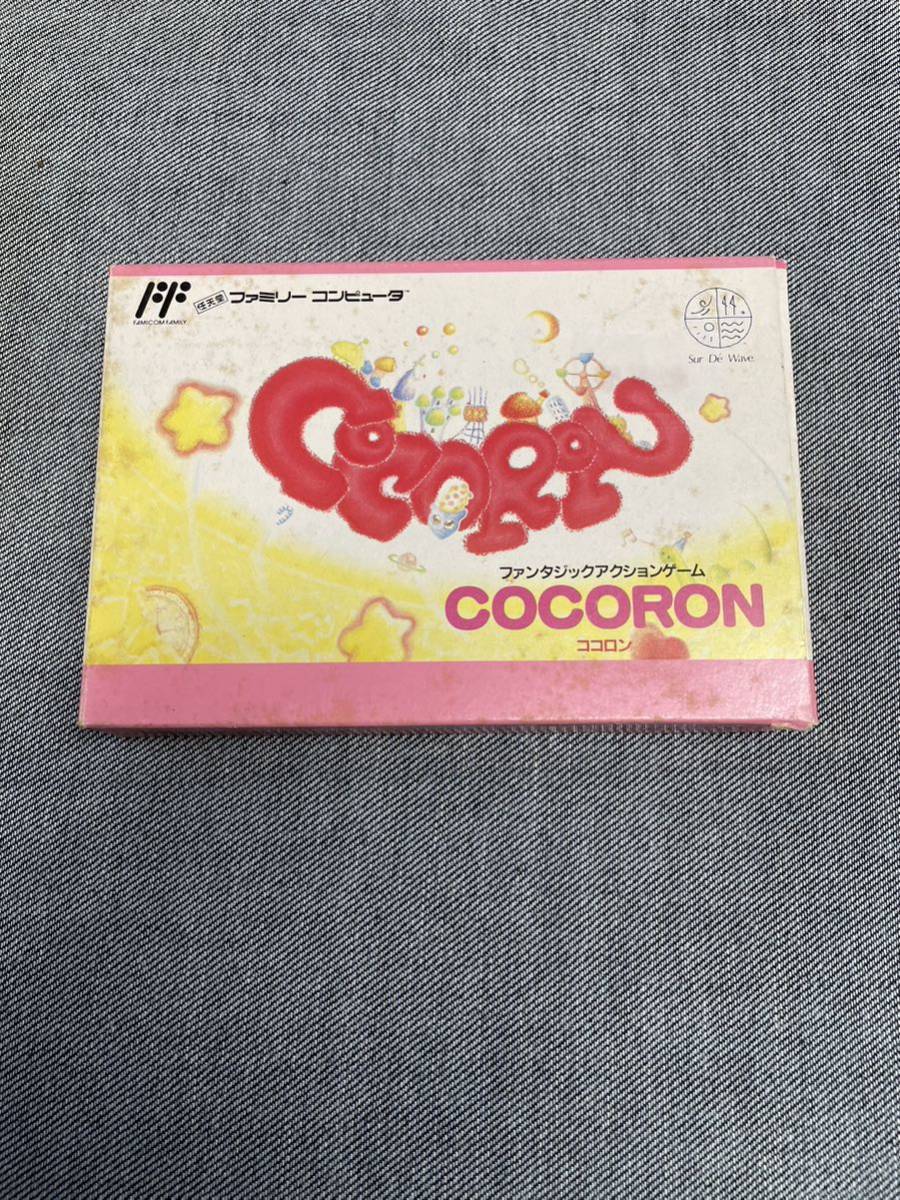 FAMICOM FAMILY
任天堂 ファミリー コンピュータ™
Sur Dé Wave
COCORON
ファンタジックアクションゲーム
COCORON
ココロン